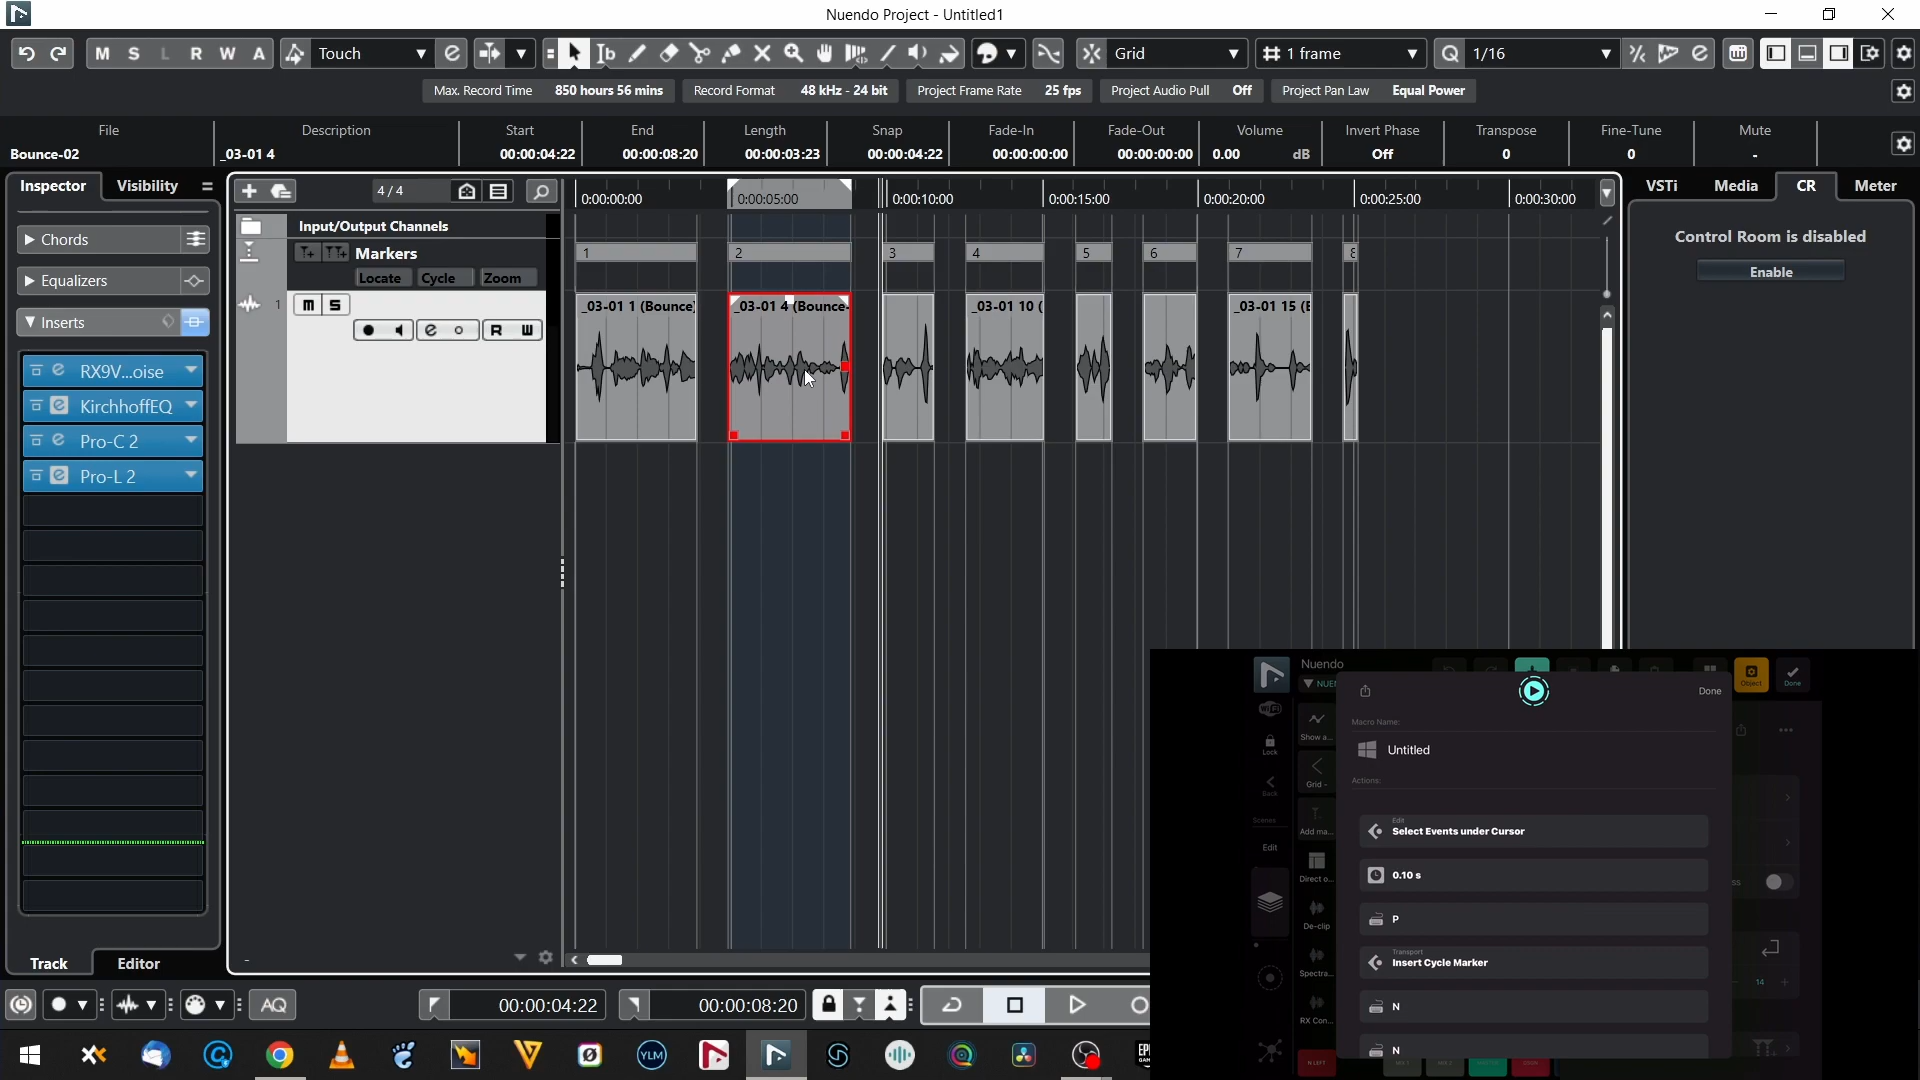 Nuendo Project - Untitled1
M S L R W A Touch Grid 1 frame 1/16
Max. Record Time 850 hours 56 mins Record Format 48 kHz - 24 bit Project Frame Rate 25 fps Project Audio Pull Off Project Pan Law Equal Power
File Description Start End Length Snap Fade-In Fade-Out Volume Invert Phase Transpose Fine-Tune Mute
Bounce-02 _03-01 4 00:00:04:22 00:00:08:20 00:00:03:23 00:00:04:22 00:00:00:00 00:00:00:00 0.00 dB Off 0 0 -
Inspector Visibility 4 / 4 0:00:00:00 0:00:05:00 0:00:10:00 0:00:15:00 0:00:20:00 0:00:25:00 0:00:30:00 VSTi Media CR Meter
Input/Output Channels
Control Room is disabled
Enable
Chords
Markers
1 2 3 4 5 6 7 8
Locate Cycle Zoom
Equalizers
1 m S
_03-01 1 (Bounce) _03-01 4 (Bounce- _03-01 10 ( _03-01 15 (B
R W
Inserts
RX9V...oise
KirchhoffEQ
Pro-C 2
Pro-L 2
Track Editor
AQ 00:00:04:22 00:00:08:20
YLM
EPIC
Nuendo
NUE
Object
Done
Done
Macro Name:
Untitled
Actions:
Edit
Select Events under Cursor
0.10 s
P
Transport
Insert Cycle Marker
N
N
WiFi
Lock
Back
Scenes
Edit
Show a...
Grid -
Add ma...
Direct o...
De-clip
Spectra...
RX Con...
N LEFT
14